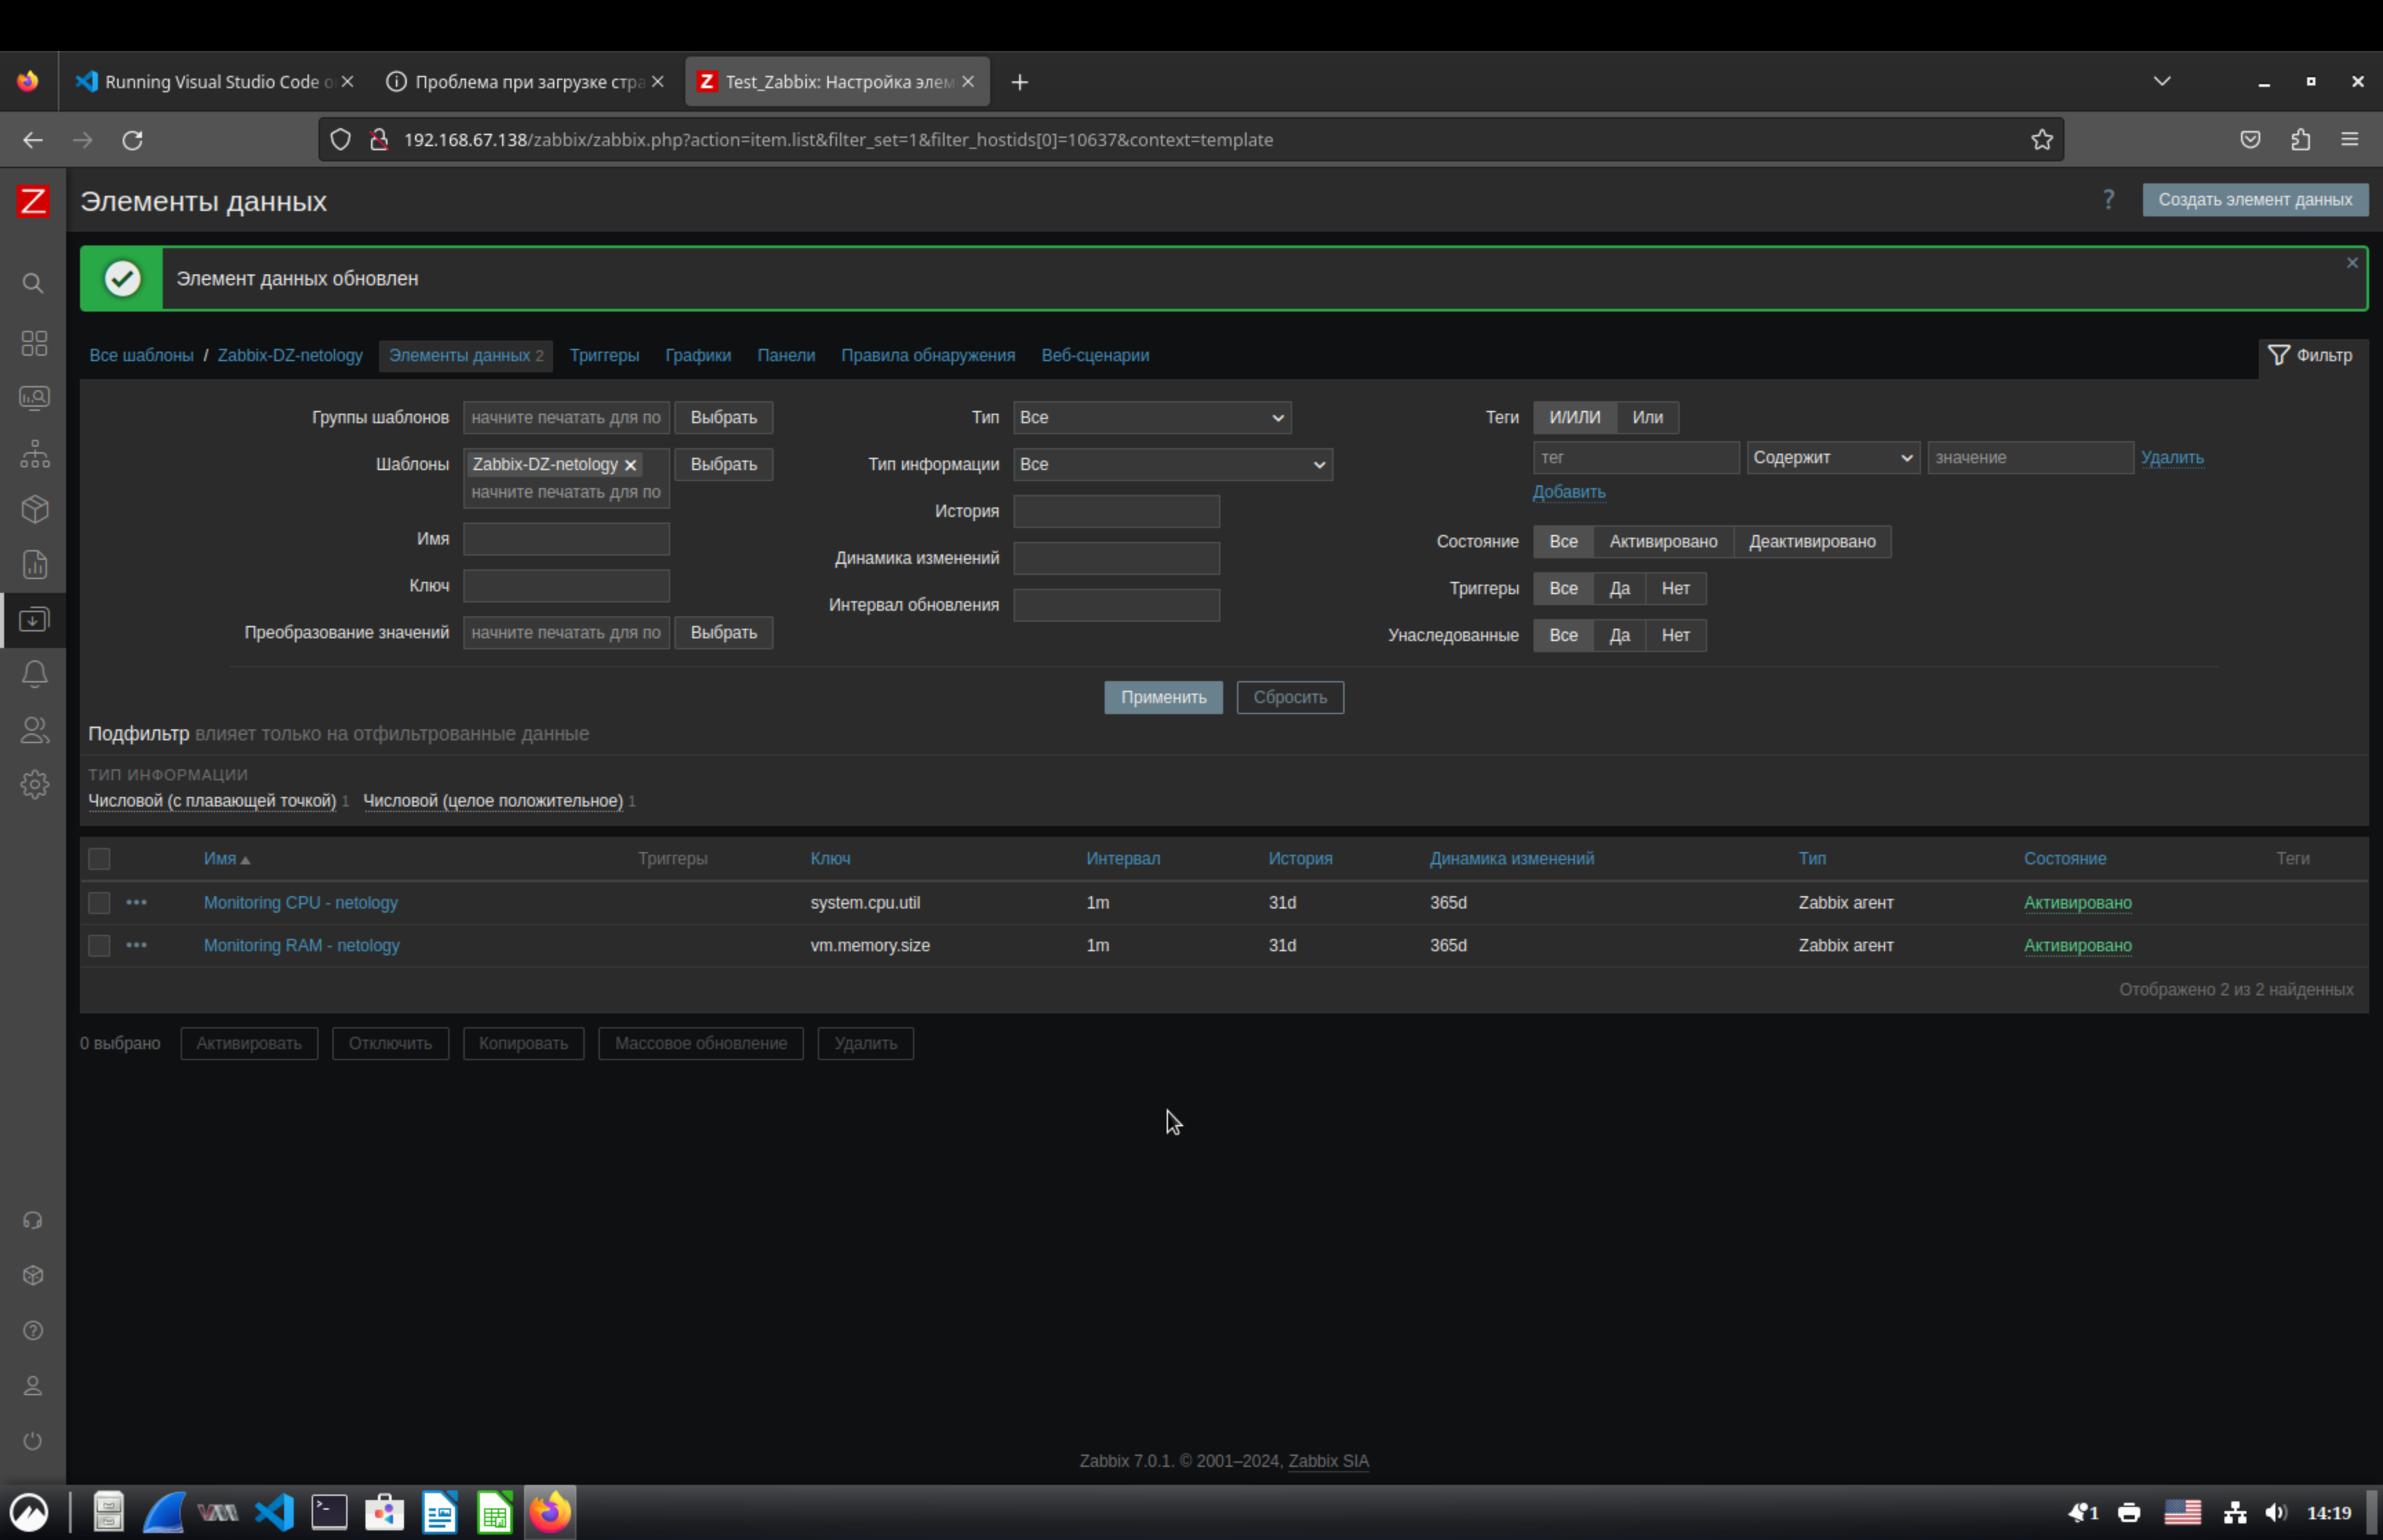 Running Visual Studio Code o
Проблема при загрузке стра
Z Test_Zabbix: Настройка элем
192.168.67.138/zabbix/zabbix.php?action=item.list&filter_set=1&filter_hostids[0]=10637&context=template
Z
Элементы данных
? Создать элемент данных
Элемент данных обновлен
Все шаблоны / Zabbix-DZ-netology Элементы данных 2 Триггеры Графики Панели Правила обнаружения Веб-сценарии Фильтр
Группы шаблонов начните печатать для по Выбрать
Шаблоны Zabbix-DZ-netology Выбрать
начните печатать для по
Имя
Ключ
Преобразование значений начните печатать для по Выбрать
Тип Все
Тип информации Все
История
Динамика изменений
Интервал обновления
Теги И/ИЛИ Или
тег Содержит значение Удалить
Добавить
Состояние Все Активировано Деактивировано
Триггеры Все Да Нет
Унаследованные Все Да Нет
Применить Сбросить
Подфильтр влияет только на отфильтрованные данные
ТИП ИНФОРМАЦИИ
Числовой (с плавающей точкой) 1 Числовой (целое положительное) 1
Имя Триггеры Ключ Интервал История Динамика изменений Тип Состояние Теги
Monitoring CPU - netology system.cpu.util 1m 31d 365d Zabbix агент Активировано
Monitoring RAM - netology vm.memory.size 1m 31d 365d Zabbix агент Активировано
Отображено 2 из 2 найденных
0 выбрано Активировать Отключить Копировать Массовое обновление Удалить
Zabbix 7.0.1. © 2001–2024, Zabbix SIA
1 14:19